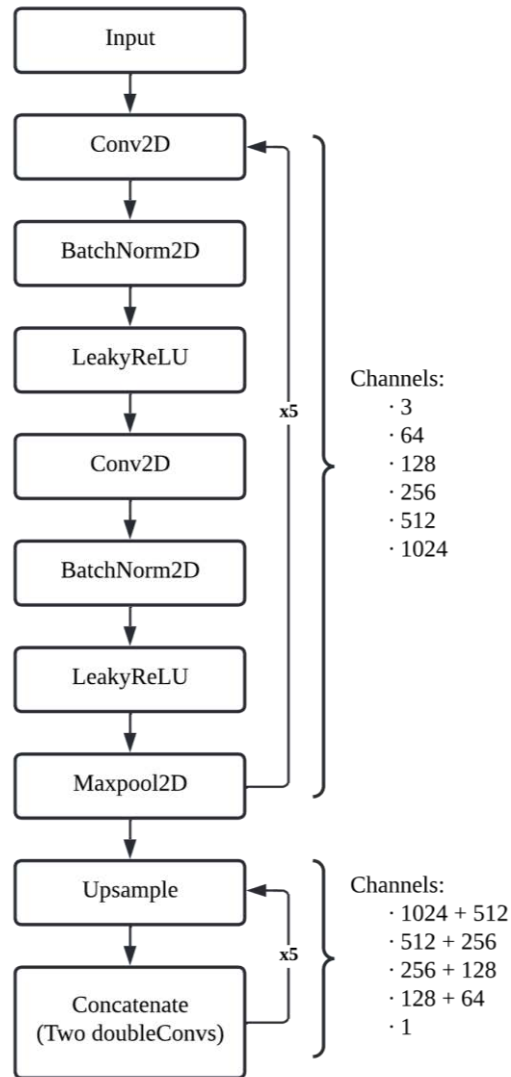 Input
Conv2D
BatchNorm2D
LeakyReLU
Conv2D
BatchNorm2D
LeakyReLU
Maxpool2D
x5
Channels:
· 3
· 64
· 128
· 256
· 512
· 1024
Upsample
Concatenate
(Two doubleConvs)
x5
Channels:
· 1024 + 512
· 512 + 256
· 256 + 128
· 128 + 64
· 1